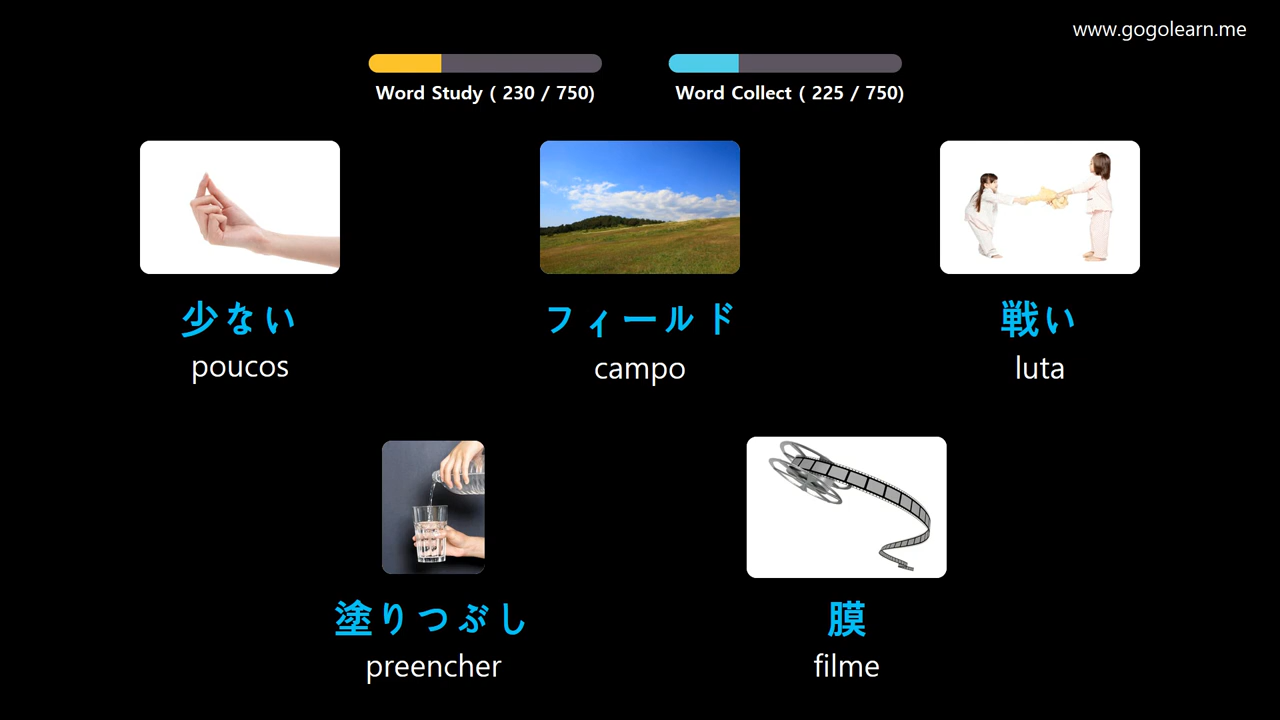 www.gogolearn.me
Word Study ( 230 / 750)
Word Collect ( 225 / 750)
少ない
poucos
フィールド
campo
戦い
luta
塗りつぶし
preencher
膜
filme